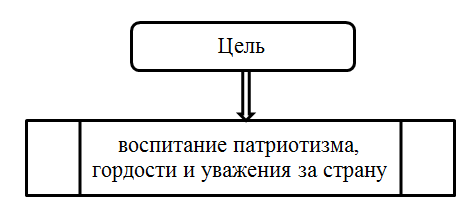 Цель
воспитание патриотизма,
гордости и уважения за страну